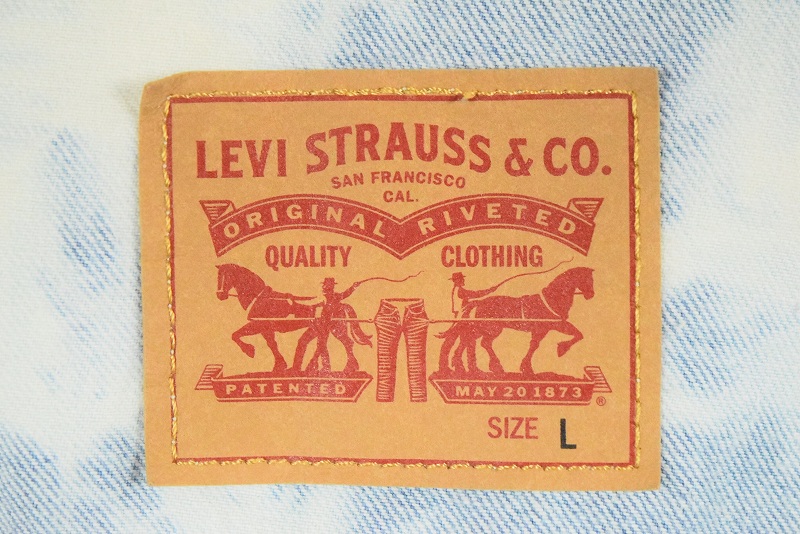 LEVI STRAUSS & CO.
SAN FRANCISCO
CAL.
ORIGINAL RIVETED
QUALITY CLOTHING
PATENTED MAY 20 1873 ®
SIZE L